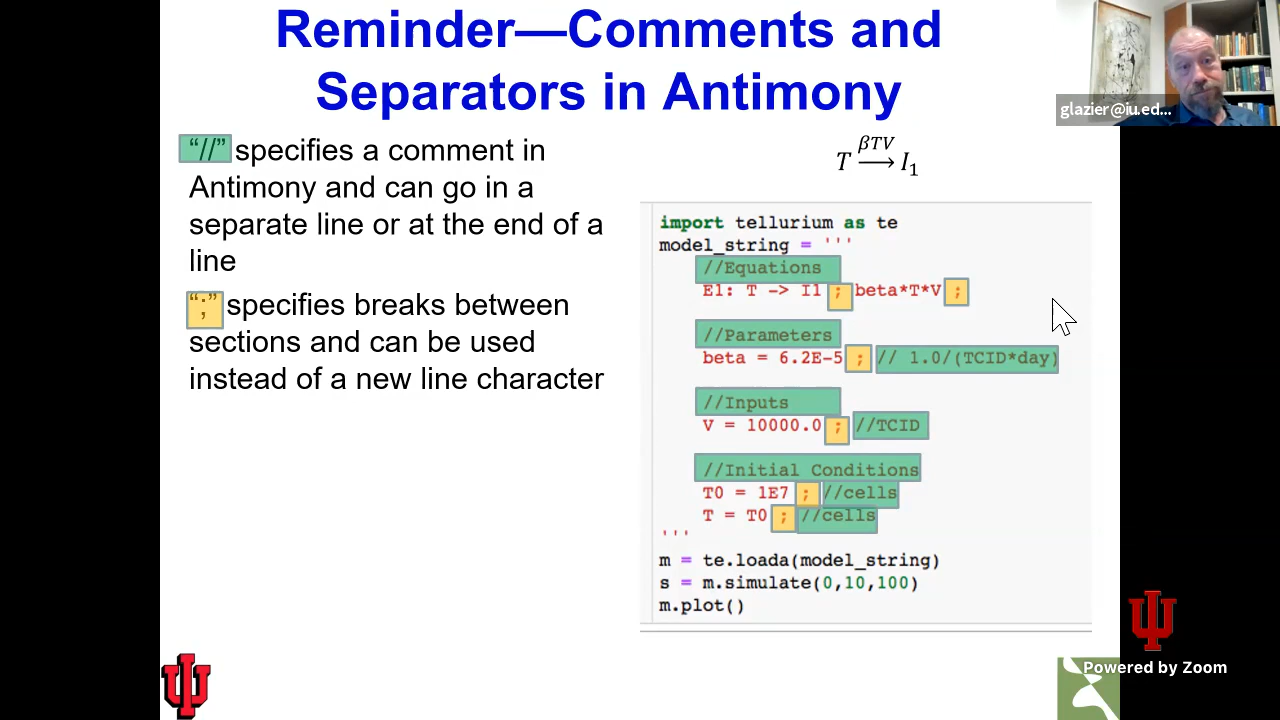 Reminder—Comments and
Separators in Antimony
glazier@iu.ed...
“//” specifies a comment in
Antimony and can go in a
separate line or at the end of a
line
“;” specifies breaks between
sections and can be used
instead of a new line character
T βTV→ I₁
import tellurium as te
model_string = '''
//Equations
E1: T -> I1 ; beta*T*V ;
//Parameters
beta = 6.2E-5 ; // 1.0/(TCID*day)
//Inputs
V = 10000.0 ; //TCID
//Initial Conditions
T0 = 1E7 ; //cells
T = T0 ; //cells
'''
m = te.loada(model_string)
s = m.simulate(0,10,100)
m.plot()
Powered by Zoom